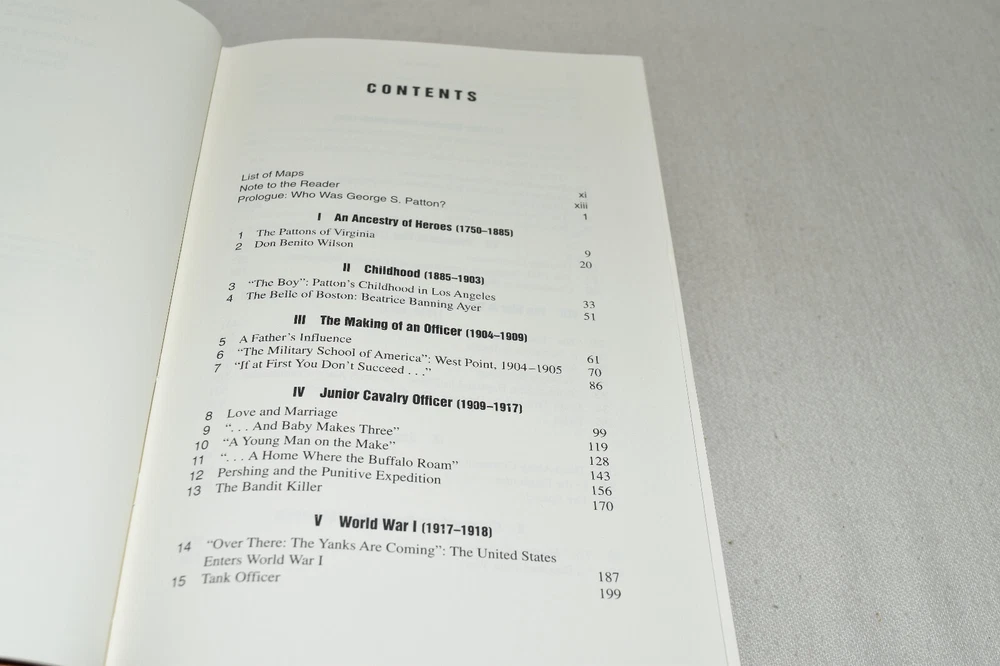 CONTENTS
List of Maps xi
Note to the Reader xiii
Prologue: Who Was George S. Patton? 1
I An Ancestry of Heroes (1750–1885)
1 The Pattons of Virginia 9
2 Don Benito Wilson 20
II Childhood (1885–1903)
3 “The Boy”: Patton’s Childhood in Los Angeles 33
4 The Belle of Boston: Beatrice Banning Ayer 51
III The Making of an Officer (1904–1909)
5 A Father’s Influence 61
6 “The Military School of America”: West Point, 1904–1905 70
7 “If at First You Don’t Succeed . . .” 86
IV Junior Cavalry Officer (1909–1917)
8 Love and Marriage 99
9 “. . . And Baby Makes Three” 119
10 “A Young Man on the Make” 128
11 “. . . A Home Where the Buffalo Roam” 143
12 Pershing and the Punitive Expedition 156
13 The Bandit Killer 170
V World War I (1917–1918)
14 “Over There: The Yanks Are Coming”: The United States
Enters World War I 187
15 Tank Officer 199